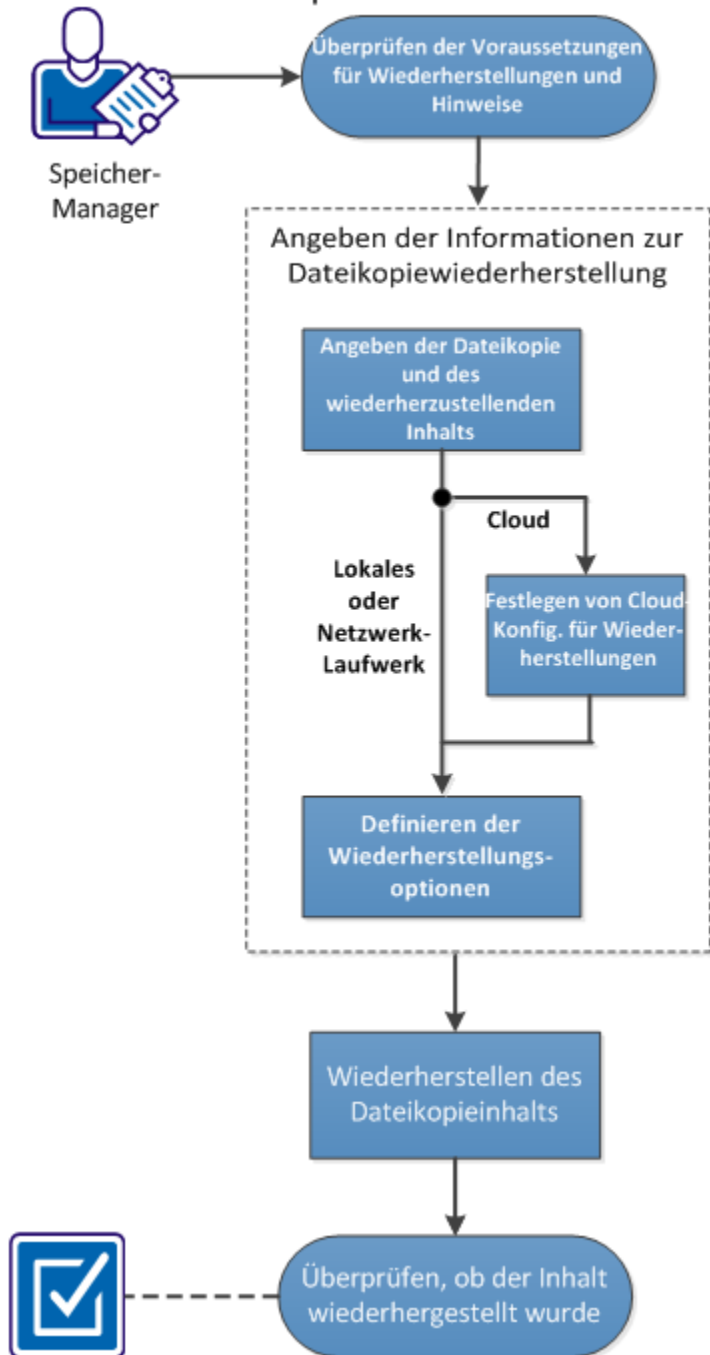 Überprüfen der Voraussetzungen
für Wiederherstellungen und
Hinweise
Speicher-
Manager
Angeben der Informationen zur
Dateikopiewiederherstellung
Angeben der Dateikopie
und des
wiederherzustellenden
Inhalts
Cloud
Lokales
oder
Netzwerk-
Laufwerk
Festlegen von Cloud-
Konfig. für Wieder-
herstellungen
Definieren der
Wiederherstellungs-
optionen
Wiederherstellen des
Dateikopieinhalts
Überprüfen, ob der Inhalt
wiederhergestellt wurde